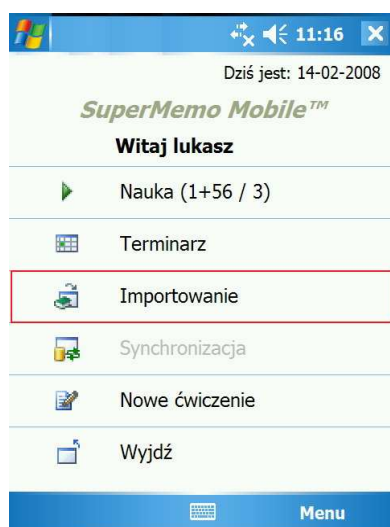 11:16
Dziś jest: 14-02-2008
SuperMemo Mobile™
Witaj lukasz
Nauka (1+56 / 3)
Terminarz
Importowanie
Synchronizacja
Nowe ćwiczenie
Wyjdź
Menu